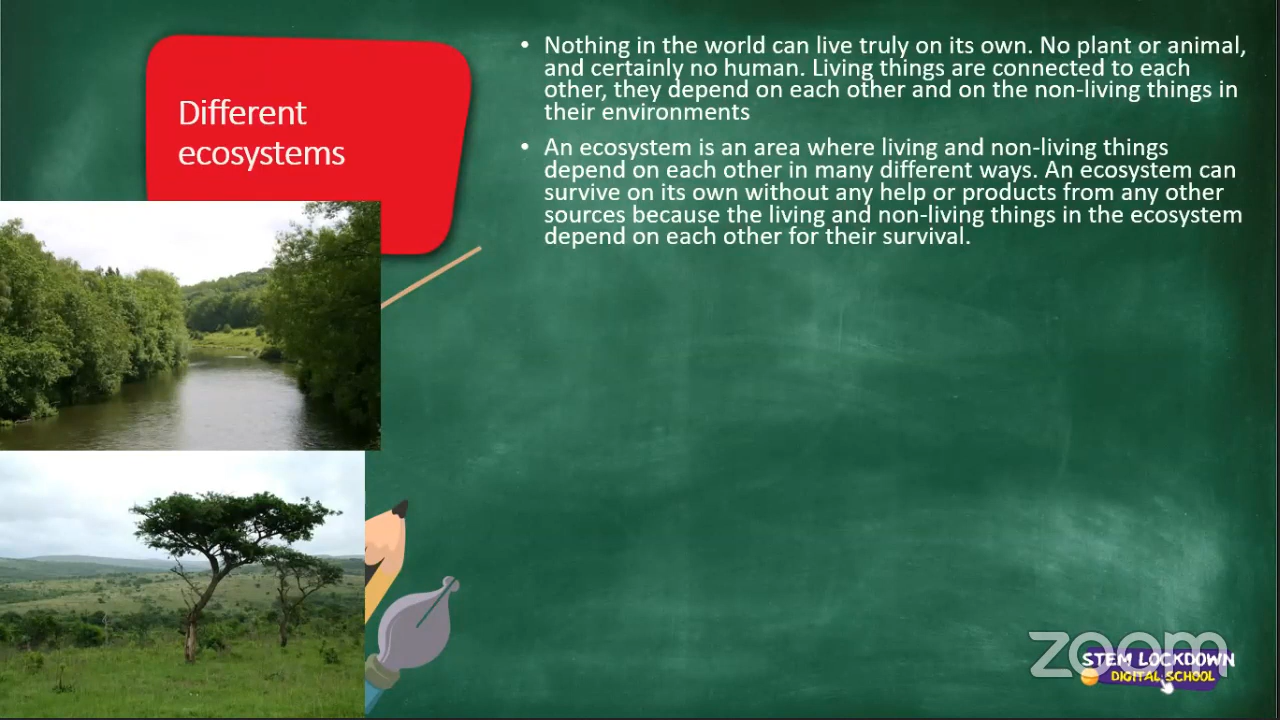 Different
ecosystems
• Nothing in the world can live truly on its own. No plant or animal,
and certainly no human. Living things are connected to each
other, they depend on each other and on the non-living things in
their environments
• An ecosystem is an area where living and non-living things
depend on each other in many different ways. An ecosystem can
survive on its own without any help or products from any other
sources because the living and non-living things in the ecosystem
depend on each other for their survival.
zoom
STEM LOCKDOWN
DIGITAL SCHOOL